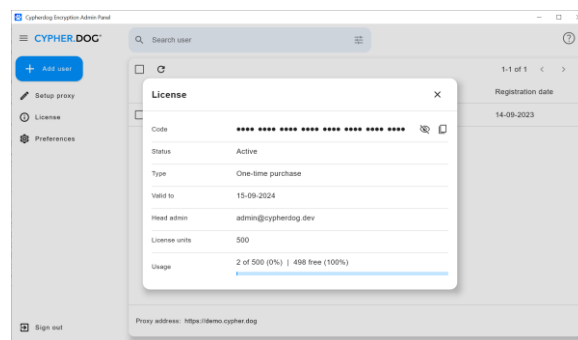 Cypherdog Encryption Admin Panel
CYPHER.DOG
Search user
Add user
1-1 of 1
Setup proxy
License
Registration date
License
14-09-2023
Code
Preferences
Status Active
Type One-time purchase
Valid to 15-09-2024
Head admin admin@cypherdog.dev
License units 500
Usage 2 of 500 (0%) | 498 free (100%)
Sign out
Proxy address: https://demo.cypher.dog